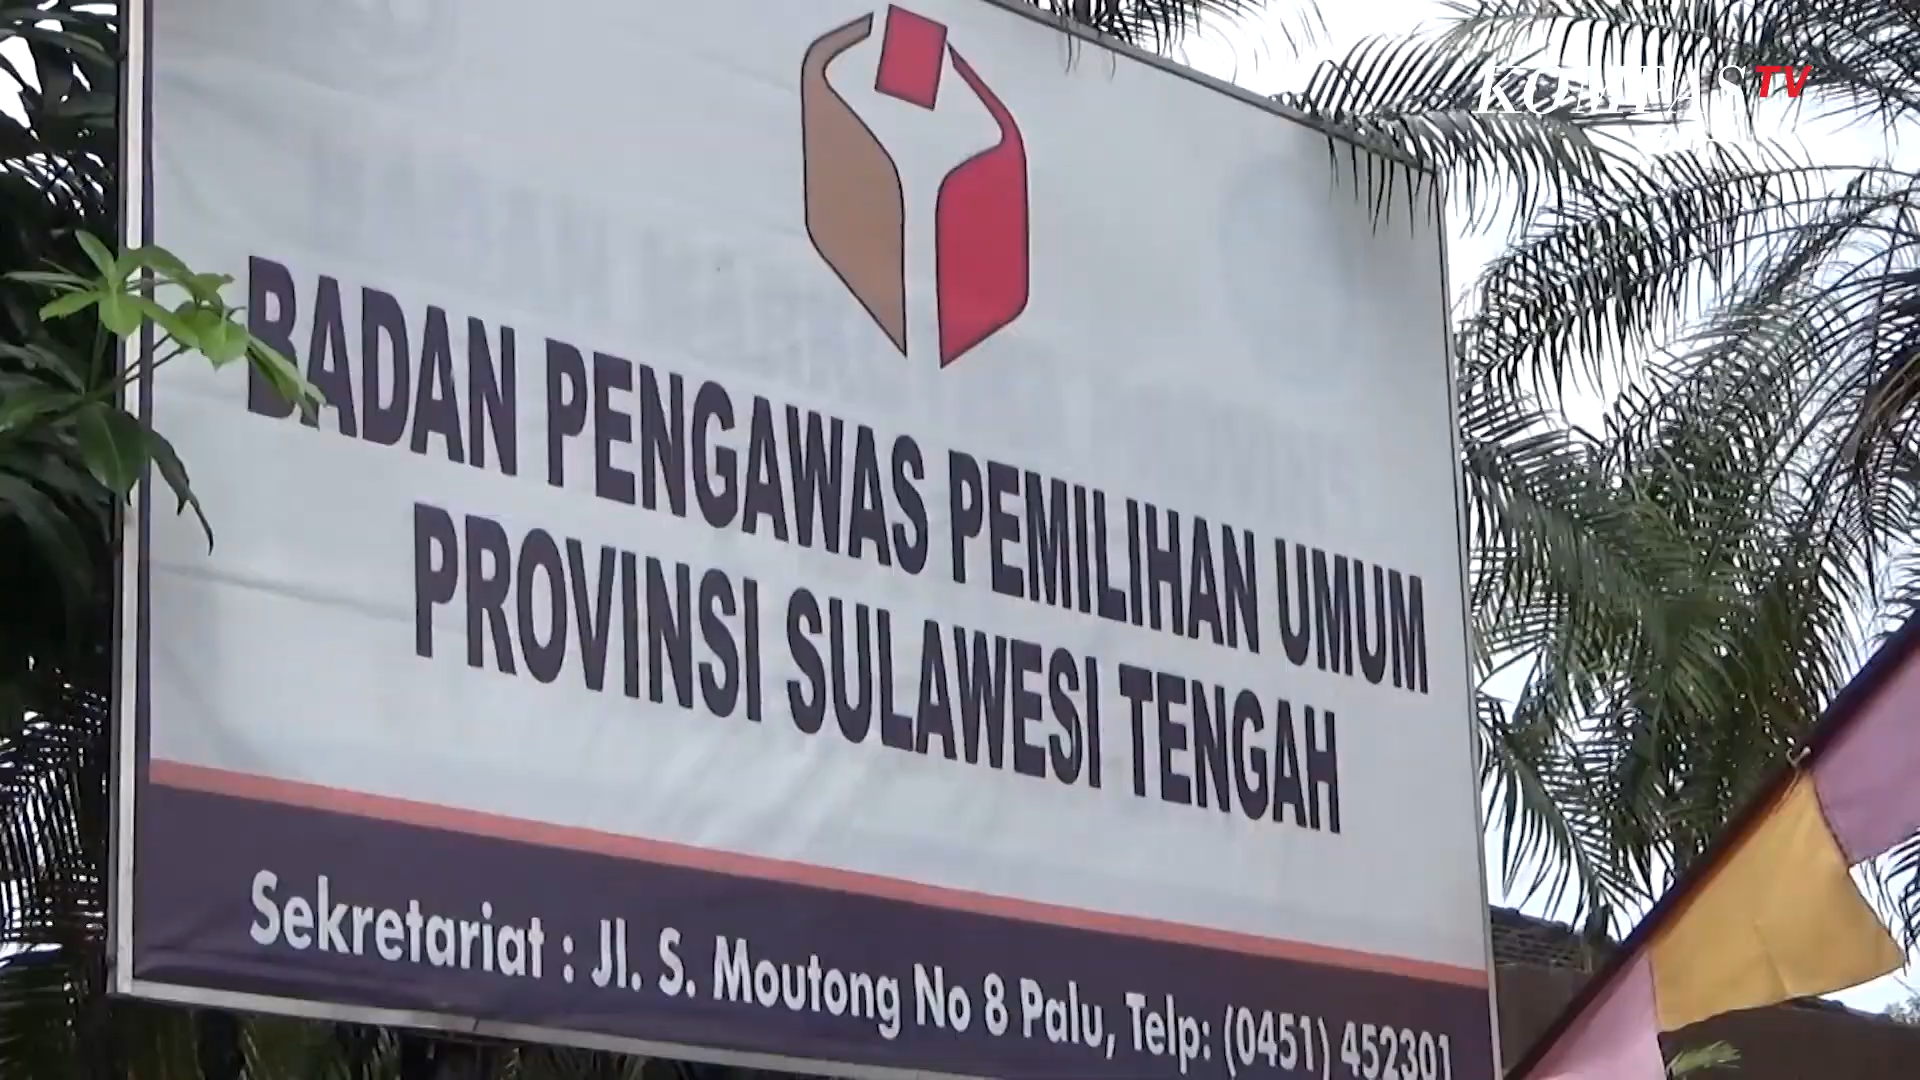 KOMPAS TV
BADAN PENGAWAS PEMILIHAN UMUM
PROVINSI SULAWESI TENGAH
Sekretariat : Jl. S. Moutong No 8 Palu, Telp: (0451) 452301